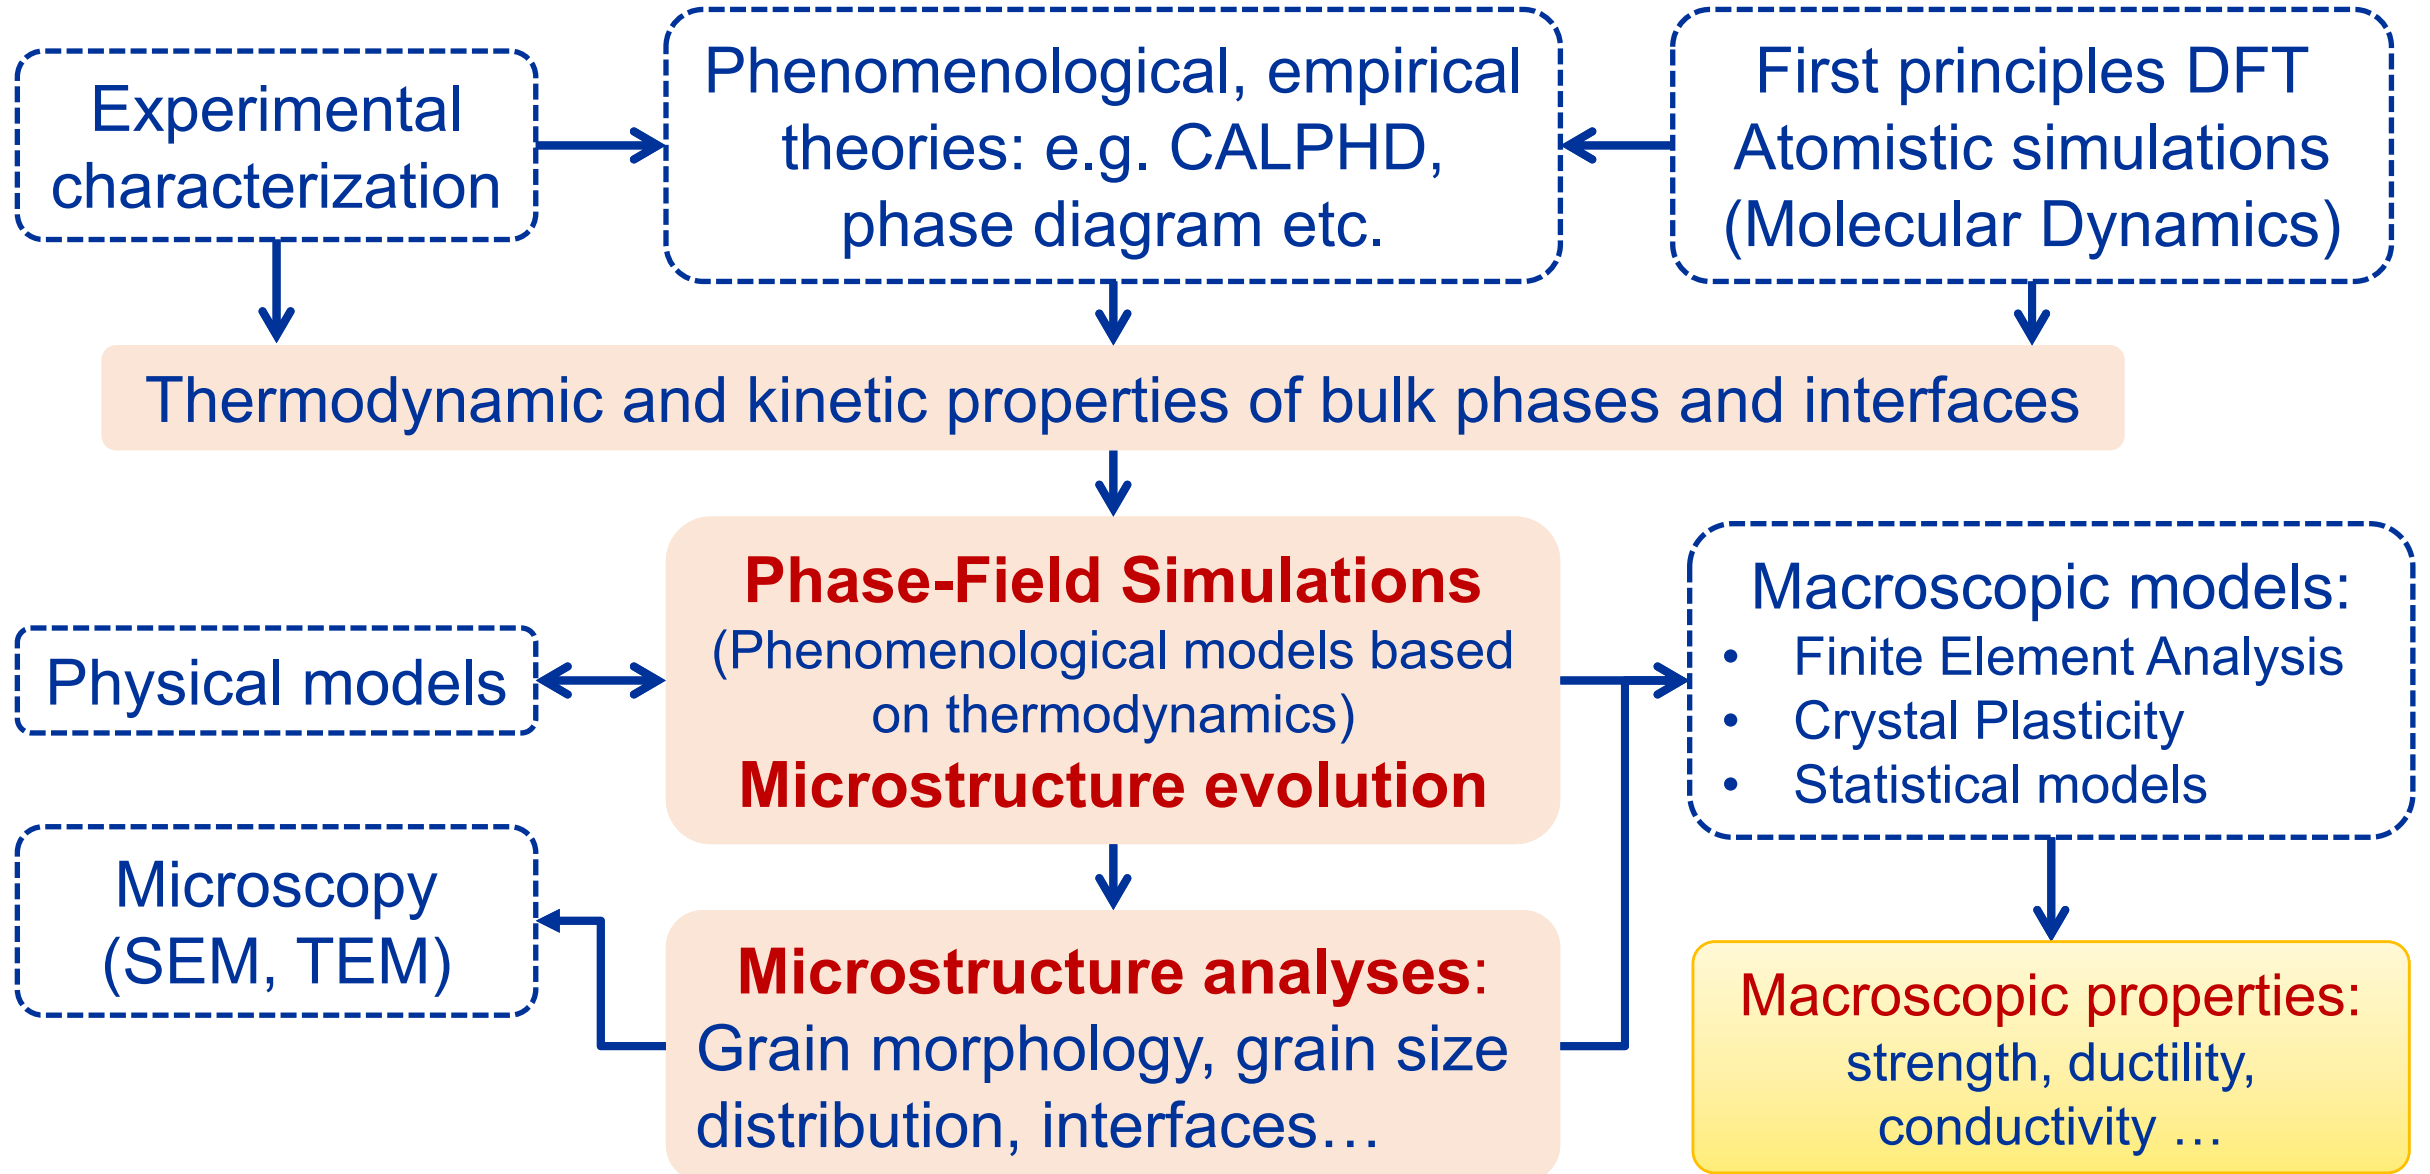 Experimental
characterization
Phenomenological, empirical
theories: e.g. CALPHD,
phase diagram etc.
First principles DFT
Atomistic simulations
(Molecular Dynamics)
Thermodynamic and kinetic properties of bulk phases and interfaces
Phase-Field Simulations
(Phenomenological models based
on thermodynamics)
Microstructure evolution
Physical models
Macroscopic models:
• Finite Element Analysis
• Crystal Plasticity
• Statistical models
Microscopy
(SEM, TEM)
Microstructure analyses:
Grain morphology, grain size
distribution, interfaces…
Macroscopic properties:
strength, ductility,
conductivity …